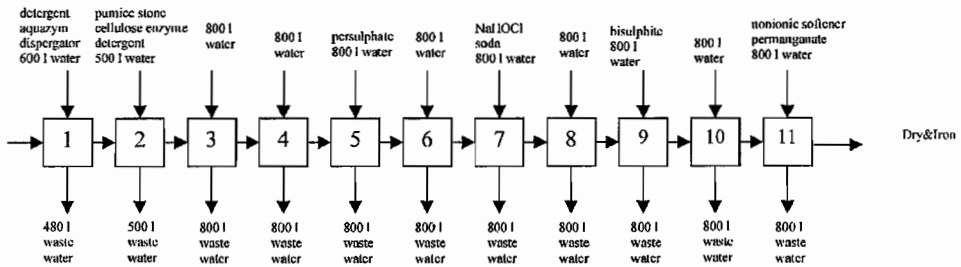 detergent
aquazym
dispergator
600 l water
pumice stone
cellulose enzyme
detergent
500 l water
800 l
water
800 l
water
persulphate
800 l water
800 l
water
NaHOCl
soda
800 l water
800 l
water
bisulphite
800 l
water
800 l
water
nonionic softener
permanganate
800 l water
1
2
3
4
5
6
7
8
9
10
11
Dry&Iron
480 l
waste
water
500 l
waste
water
800 l
waste
water
800 l
waste
water
800 l
waste
water
800 l
waste
water
800 l
waste
water
800 l
waste
water
800 l
waste
water
800 l
waste
water
800 l
waste
water